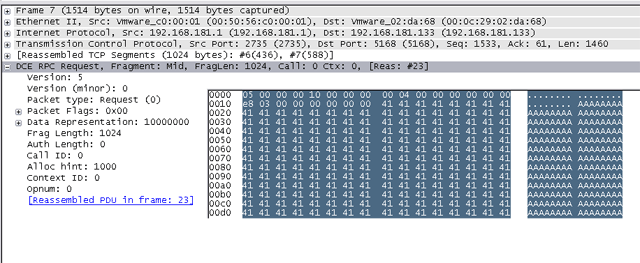 Frame 7 (1514 bytes on wire, 1514 bytes captured)
Ethernet II, Src: Vmware_c0:00:01 (00:50:56:c0:00:01), Dst: Vmware_02:da:68 (00:0c:29:02:da:68)
Internet Protocol, Src: 192.168.181.1 (192.168.181.1), Dst: 192.168.181.133 (192.168.181.133)
Transmission Control Protocol, Src Port: 2735 (2735), Dst Port: 5168 (5168), Seq: 1533, Ack: 61, Len: 1460
[Reassembled TCP Segments (1024 bytes): #6(436), #7(588)]
DCE RPC Request, Fragment: Mid, FragLen: 1024, Call: 0 Ctx: 0, [Reas: #23]
Version: 5
Version (minor): 0
Packet type: Request (0)
Packet Flags: 0x00
Data Representation: 10000000
Frag Length: 1024
Auth Length: 0
Call ID: 0
Alloc hint: 1000
Context ID: 0
Opnum: 0
[Reassembled PDU in frame: 23]
0000 05 00 00 00 10 00 00 00 00 04 00 00 00 00 00 00 ........ ........
0010 e8 03 00 00 00 00 00 00 41 41 41 41 41 41 41 41 ........ AAAAAAAA
0020 41 41 41 41 41 41 41 41 41 41 41 41 41 41 41 41 AAAAAAAA AAAAAAAA
0030 41 41 41 41 41 41 41 41 41 41 41 41 41 41 41 41 AAAAAAAA AAAAAAAA
0040 41 41 41 41 41 41 41 41 41 41 41 41 41 41 41 41 AAAAAAAA AAAAAAAA
0050 41 41 41 41 41 41 41 41 41 41 41 41 41 41 41 41 AAAAAAAA AAAAAAAA
0060 41 41 41 41 41 41 41 41 41 41 41 41 41 41 41 41 AAAAAAAA AAAAAAAA
0070 41 41 41 41 41 41 41 41 41 41 41 41 41 41 41 41 AAAAAAAA AAAAAAAA
0080 41 41 41 41 41 41 41 41 41 41 41 41 41 41 41 41 AAAAAAAA AAAAAAAA
0090 41 41 41 41 41 41 41 41 41 41 41 41 41 41 41 41 AAAAAAAA AAAAAAAA
00a0 41 41 41 41 41 41 41 41 41 41 41 41 41 41 41 41 AAAAAAAA AAAAAAAA
00b0 41 41 41 41 41 41 41 41 41 41 41 41 41 41 41 41 AAAAAAAA AAAAAAAA
00c0 41 41 41 41 41 41 41 41 41 41 41 41 41 41 41 41 AAAAAAAA AAAAAAAA
00d0 41 41 41 41 41 41 41 41 41 41 41 41 41 41 41 41 AAAAAAAA AAAAAAAA